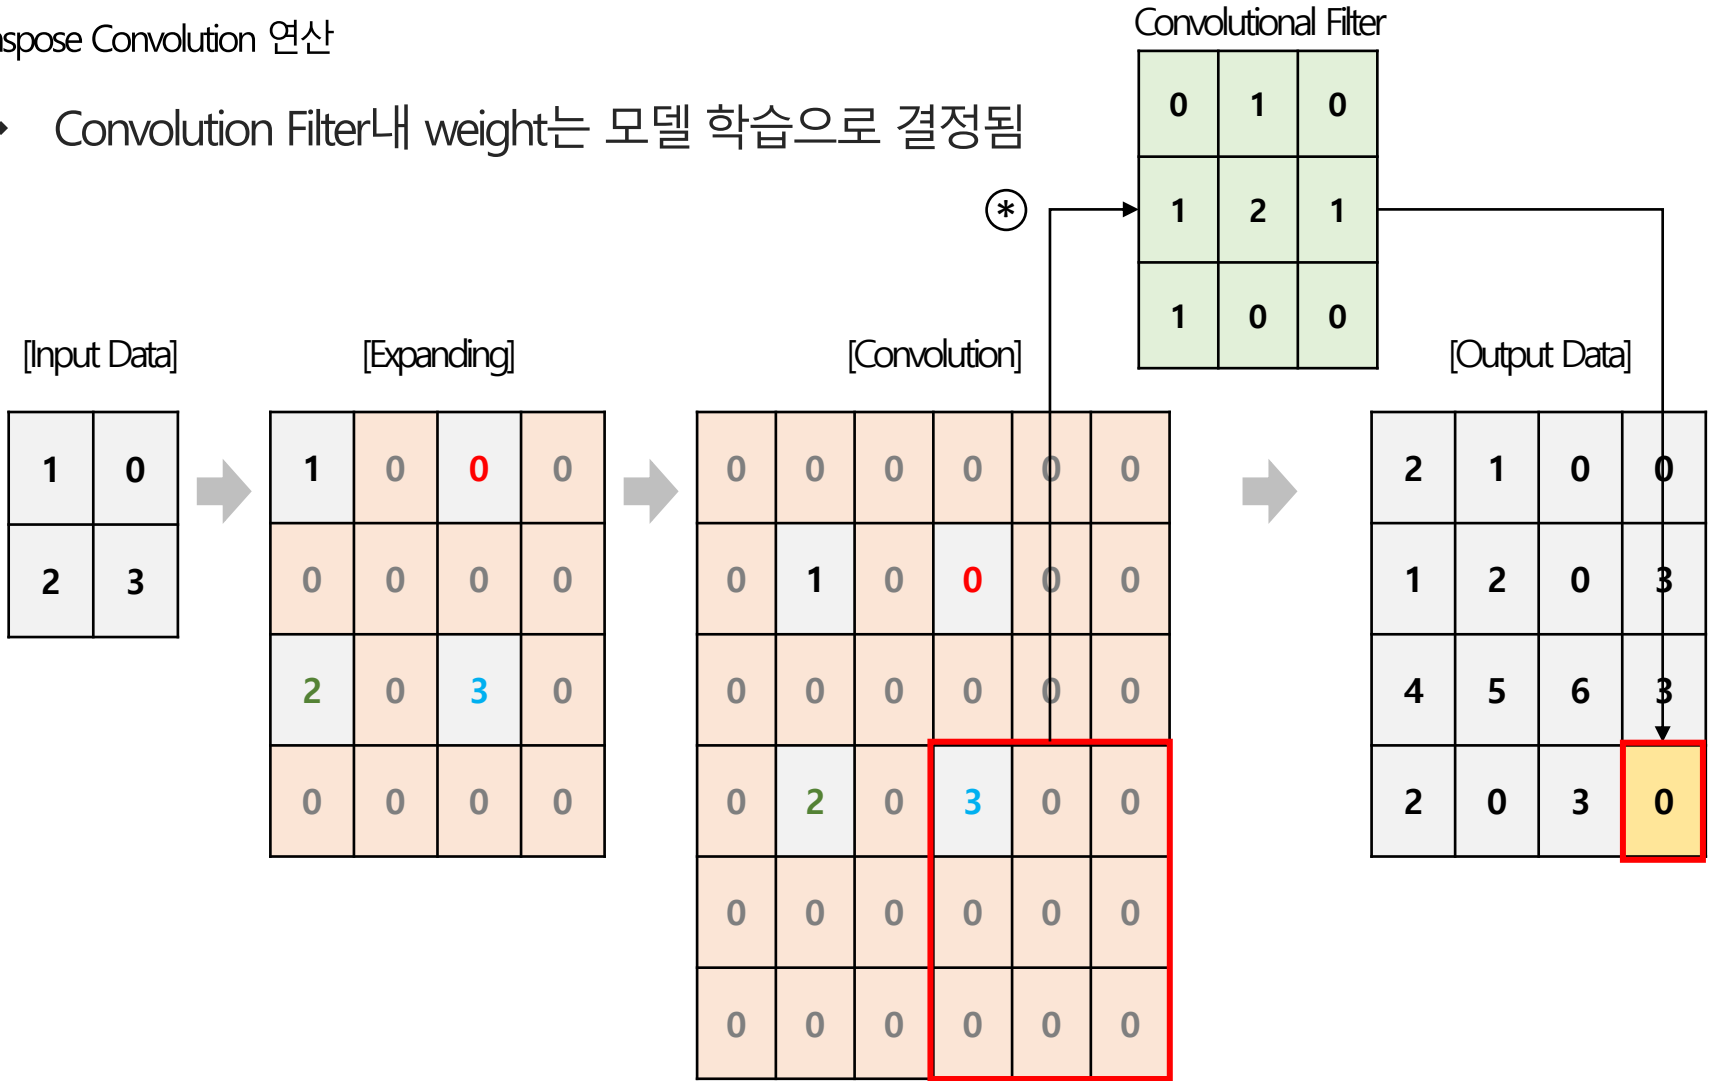 nspose Convolution 연산
Convolutional Filter
Convolution Filter내 weight는 모델 학습으로 결정됨
0 1 0
1 2 1
1 0 0
*
[Input Data]
[Expanding]
[Convolution]
[Output Data]
1 0
2 3
1 0 0 0
0 0 0 0
2 0 3 0
0 0 0 0
0 0 0 0 0 0
0 1 0 0 0 0
0 0 0 0 0 0
0 2 0 3 0 0
0 0 0 0 0 0
0 0 0 0 0 0
2 1 0 0
1 2 0 3
4 5 6 3
2 0 3 0